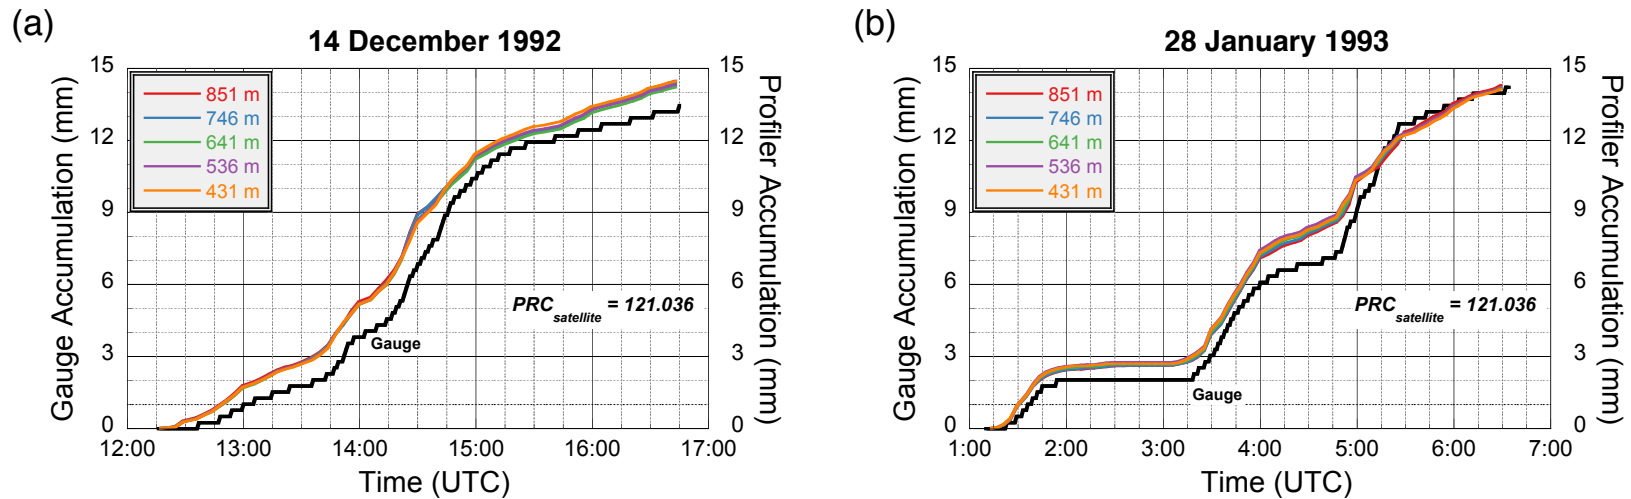 (a)
14 December 1992
Gauge Accumulation (mm)
15
12
9
6
3
0
851 m
746 m
641 m
536 m
431 m
PRCsatellite = 121.036
Gauge
12:00 13:00 14:00 15:00 16:00 17:00
Time (UTC)
15
12
9
6
3
0
Profiler Accumulation (mm)
(b)
28 January 1993
Gauge Accumulation (mm)
15
12
9
6
3
0
851 m
746 m
641 m
536 m
431 m
PRCsatellite = 121.036
Gauge
1:00 2:00 3:00 4:00 5:00 6:00 7:00
Time (UTC)
15
12
9
6
3
0
Profiler Accumulation (mm)